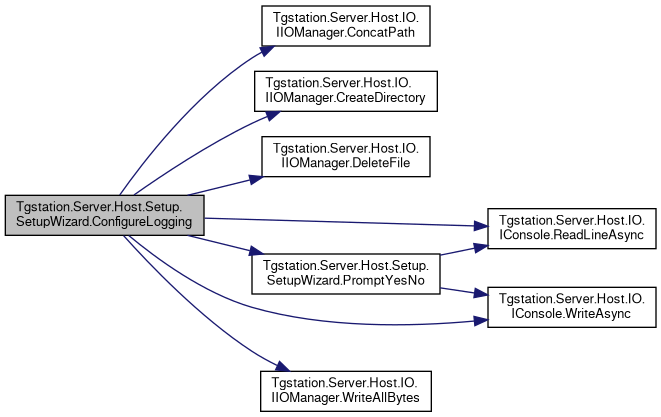 Tgstation.Server.Host.IO.
IIOManager.ConcatPath
Tgstation.Server.Host.IO.
IIOManager.CreateDirectory
Tgstation.Server.Host.IO.
IIOManager.DeleteFile
Tgstation.Server.Host.Setup.
SetupWizard.ConfigureLogging
Tgstation.Server.Host.IO.
IConsole.ReadLineAsync
Tgstation.Server.Host.Setup.
SetupWizard.PromptYesNo
Tgstation.Server.Host.IO.
IConsole.WriteAsync
Tgstation.Server.Host.IO.
IIOManager.WriteAllBytes